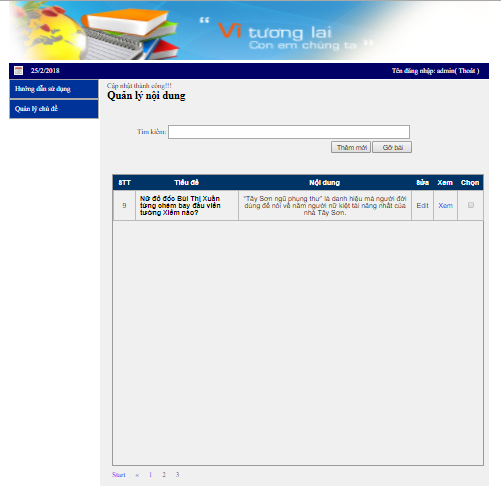 “ Vì tương lai
Con em chúng ta ”
25/2/2018
Tên đăng nhập: admin( Thoát )
Hướng dẫn sử dụng
Quản lý chủ đề
Cập nhật thành công!!!
Quản lý nội dung
Tìm kiếm:
Thêm mới
Gỡ bài
STT Tiêu đề Nội dung Sửa Xem Chọn
9
Nữ đô đốc Bùi Thị Xuân
từng chém bay đầu viên
tướng Xiêm nào?
"Tây Sơn ngũ phụng thư" là danh hiệu mà người đời
dùng để nói về năm người nữ kiệt tài năng nhất của
nhà Tây Sơn.
Edit
Xem
Start « 1 2 3